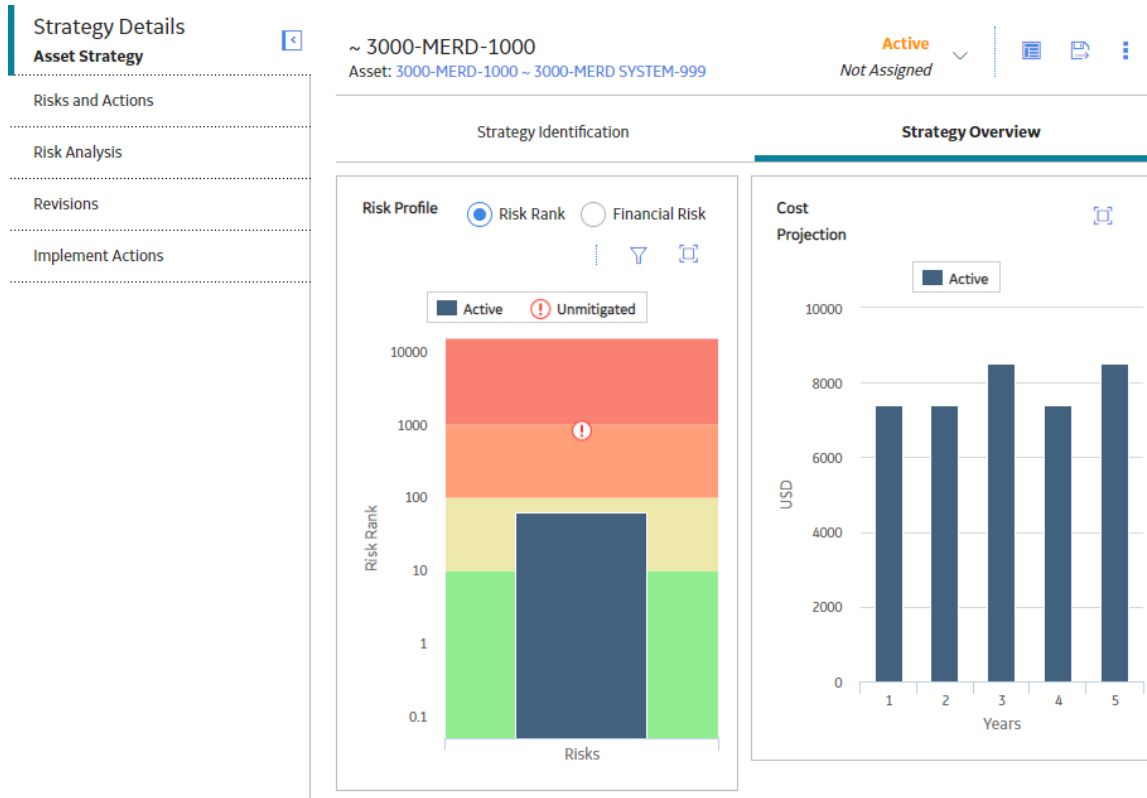 Strategy Details
Asset Strategy
Risks and Actions
Risk Analysis
Revisions
Implement Actions
~ 3000-MERD-1000
Asset: 3000-MERD-1000 ~ 3000-MERD SYSTEM-999
Active
Not Assigned
Strategy Identification
Strategy Overview
Risk Profile
Risk Rank
Financial Risk
Active
Unmitigated
10000
1000
100
10
1
0.1
Risk Rank
Risks
Cost
Projection
Active
10000
8000
6000
4000
2000
0
USD
1 2 3 4 5
Years